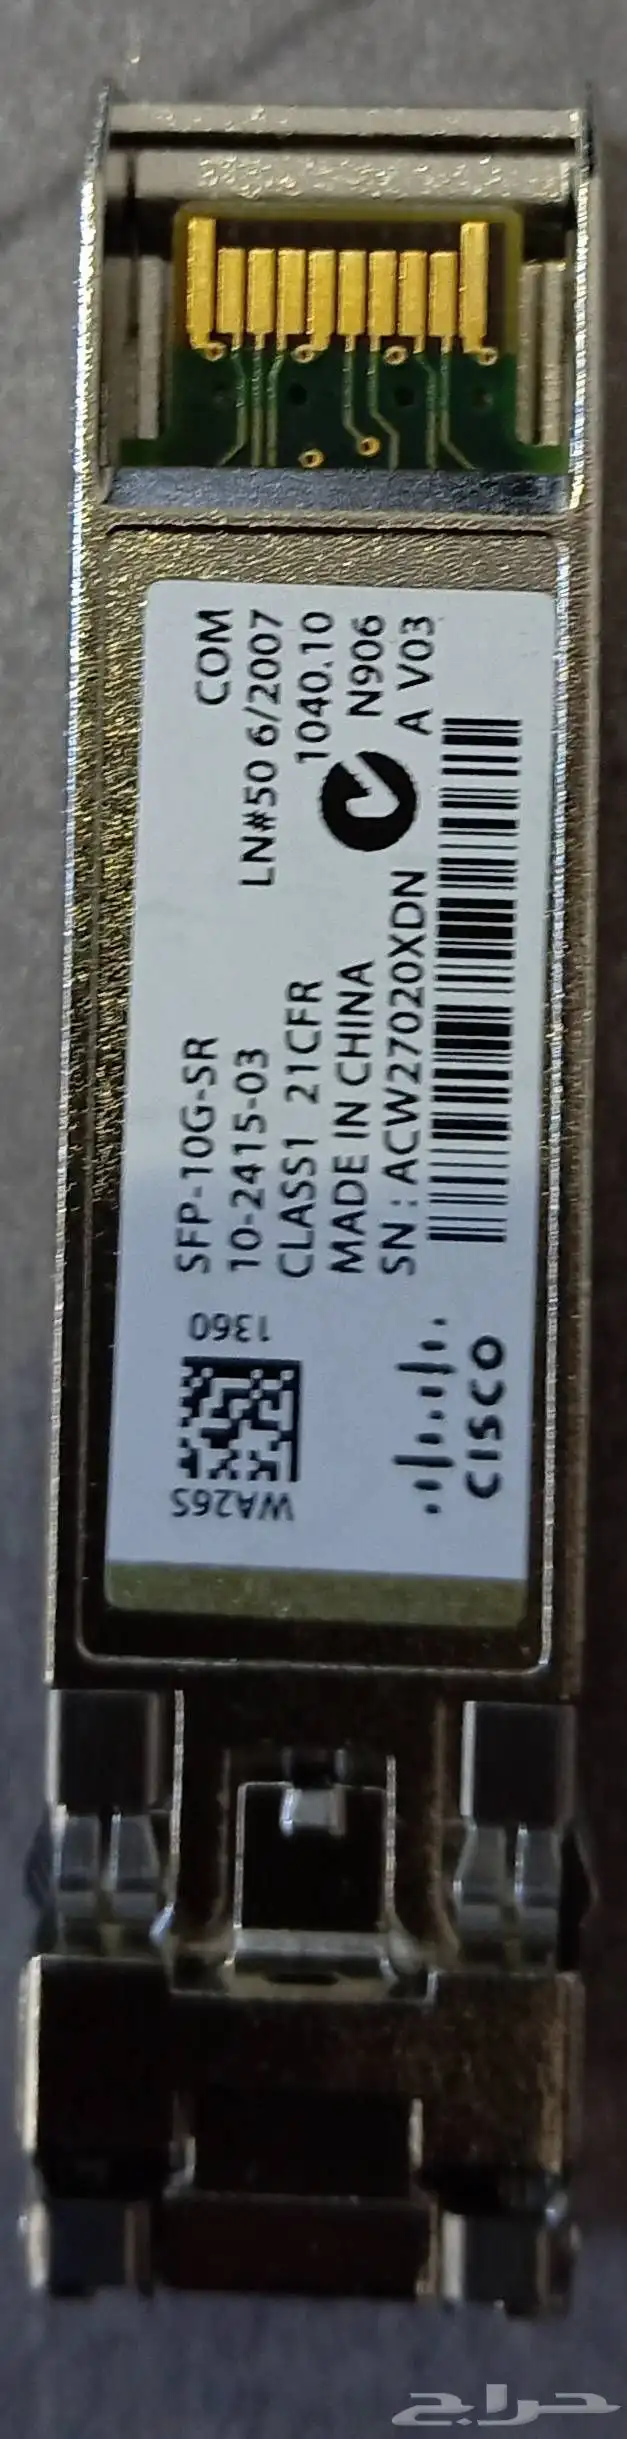 SFP-10G-SR
COM
10-2415-03
LN#50 6/2007
CLASS1 21CFR
1040.10
MADE IN CHINA
N906
SN : ACW27020XDN
A V03
1360
WA26S
CISCO
حراج